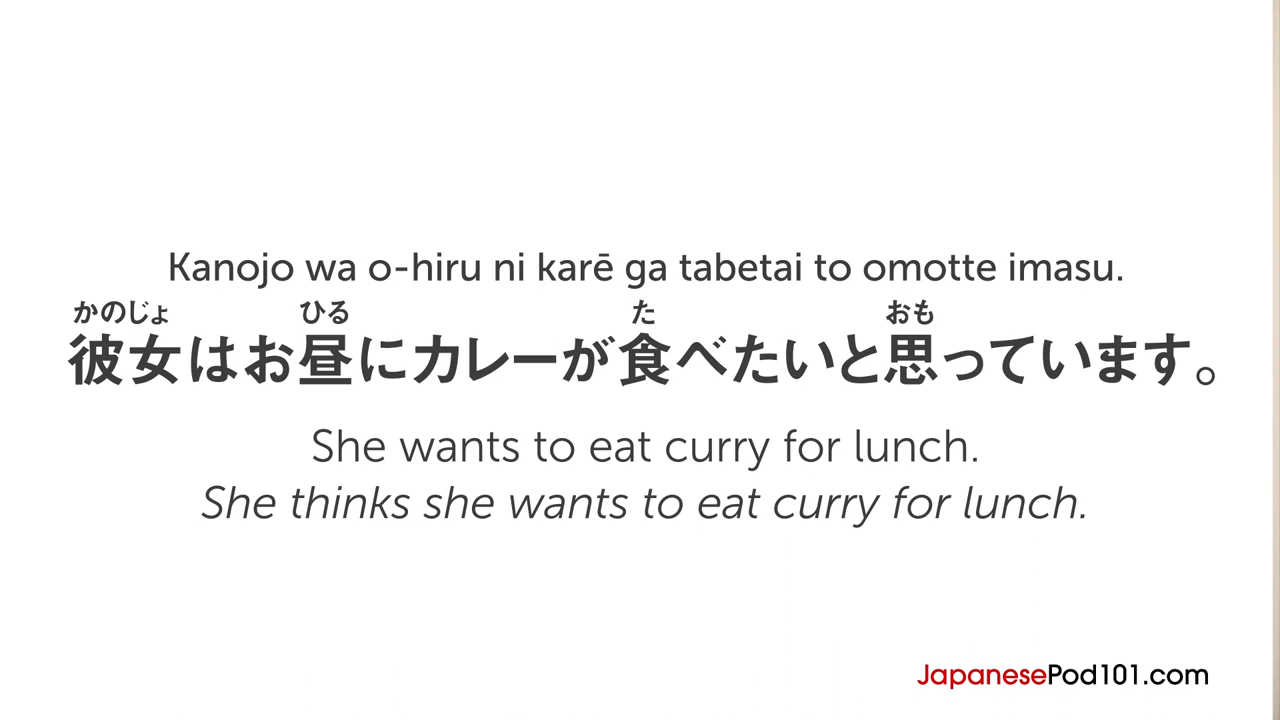 Kanojo wa o-hiru ni karē ga tabetai to omotte imasu.
かのじょ ひる た おも
彼女はお昼にカレーが食べたいと思っています。
She wants to eat curry for lunch.
She thinks she wants to eat curry for lunch.
JapanesePod101.com